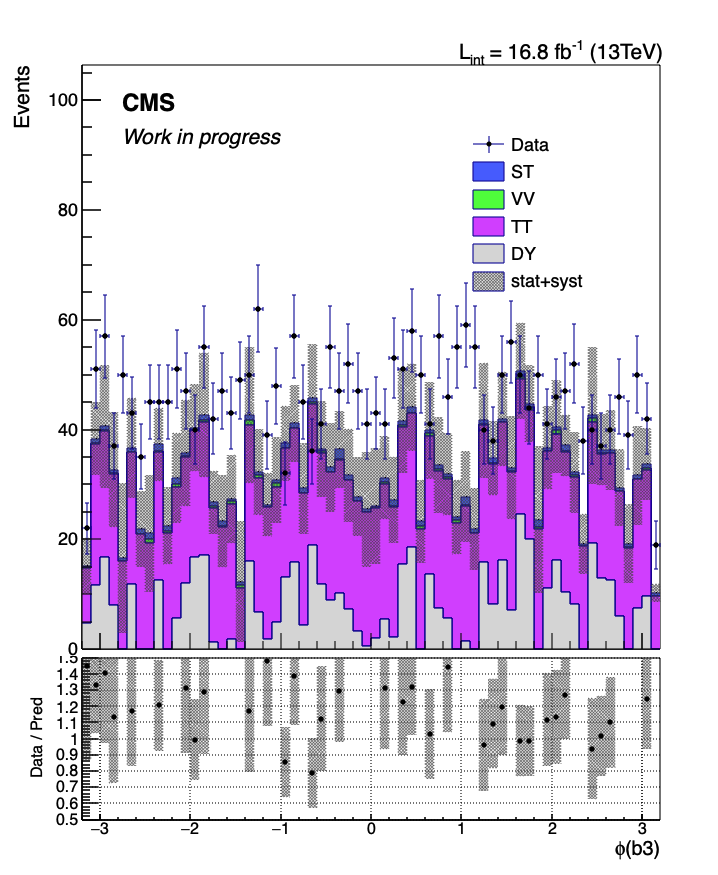 L_int = 16.8 fb^-1 (13TeV)
Events
100
80
60
40
20
0
CMS
Work in progress
Data
ST
VV
TT
DY
stat+syst
Data / Pred
1.5
1.4
1.3
1.2
1.1
1
0.9
0.8
0.7
0.6
0.5
−3 −2 −1 0 1 2 3
ϕ(b3)